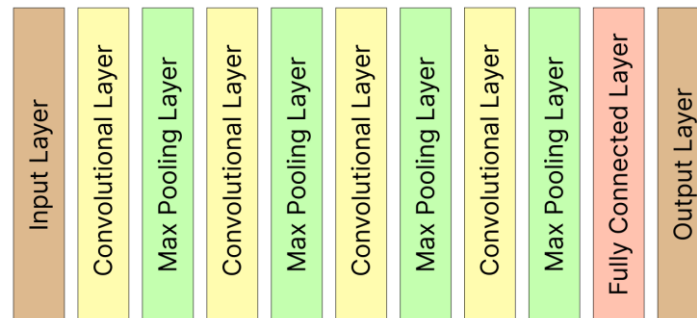 Input Layer
Convolutional Layer
Max Pooling Layer
Convolutional Layer
Max Pooling Layer
Convolutional Layer
Max Pooling Layer
Convolutional Layer
Max Pooling Layer
Fully Connected Layer
Output Layer